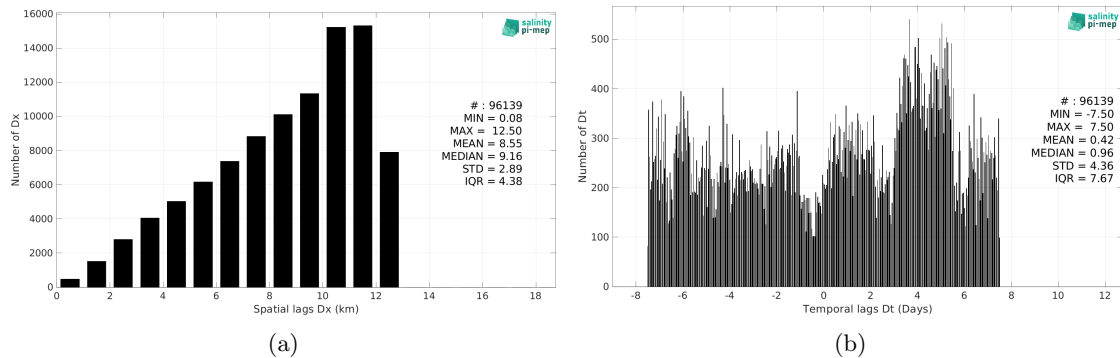 16000
14000
12000
10000
8000
6000
4000
2000
0
Number of Dx
0 2 4 6 8 10 12 14 16 18
Spatial lags Dx (km)
salinity
pi-mep
# : 96139
MIN = 0.08
MAX = 12.50
MEAN = 8.55
MEDIAN = 9.16
STD = 2.89
IQR = 4.38
(a)
500
400
300
200
100
0
Number of Dt
-8 -6 -4 -2 0 2 4 6 8 10 12
Temporal lags Dt (Days)
salinity
pi-mep
# : 96139
MIN = -7.50
MAX = 7.50
MEAN = 0.42
MEDIAN = 0.96
STD = 4.36
IQR = 7.67
(b)